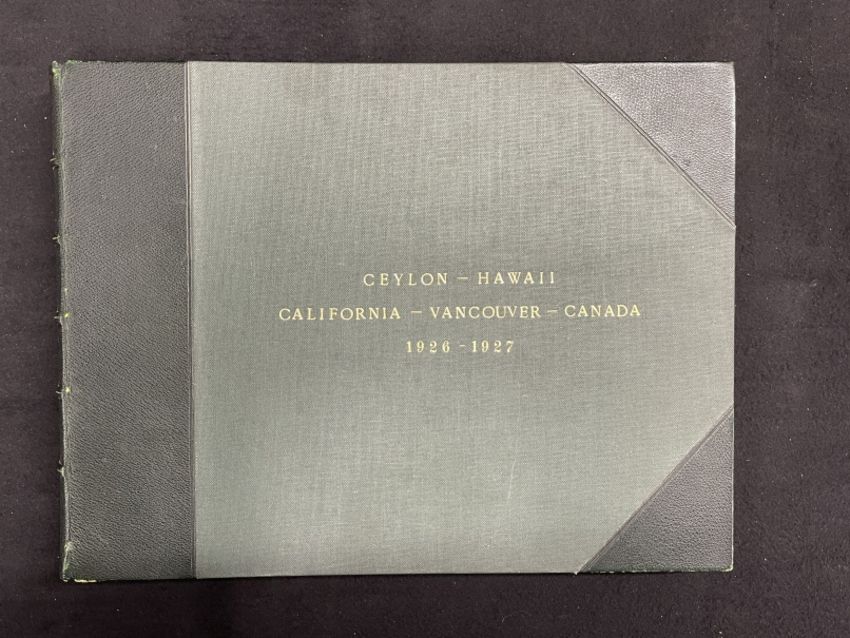 CEYLON – HAWAII
CALIFORNIA – VANCOUVER – CANADA
1926 - 1927